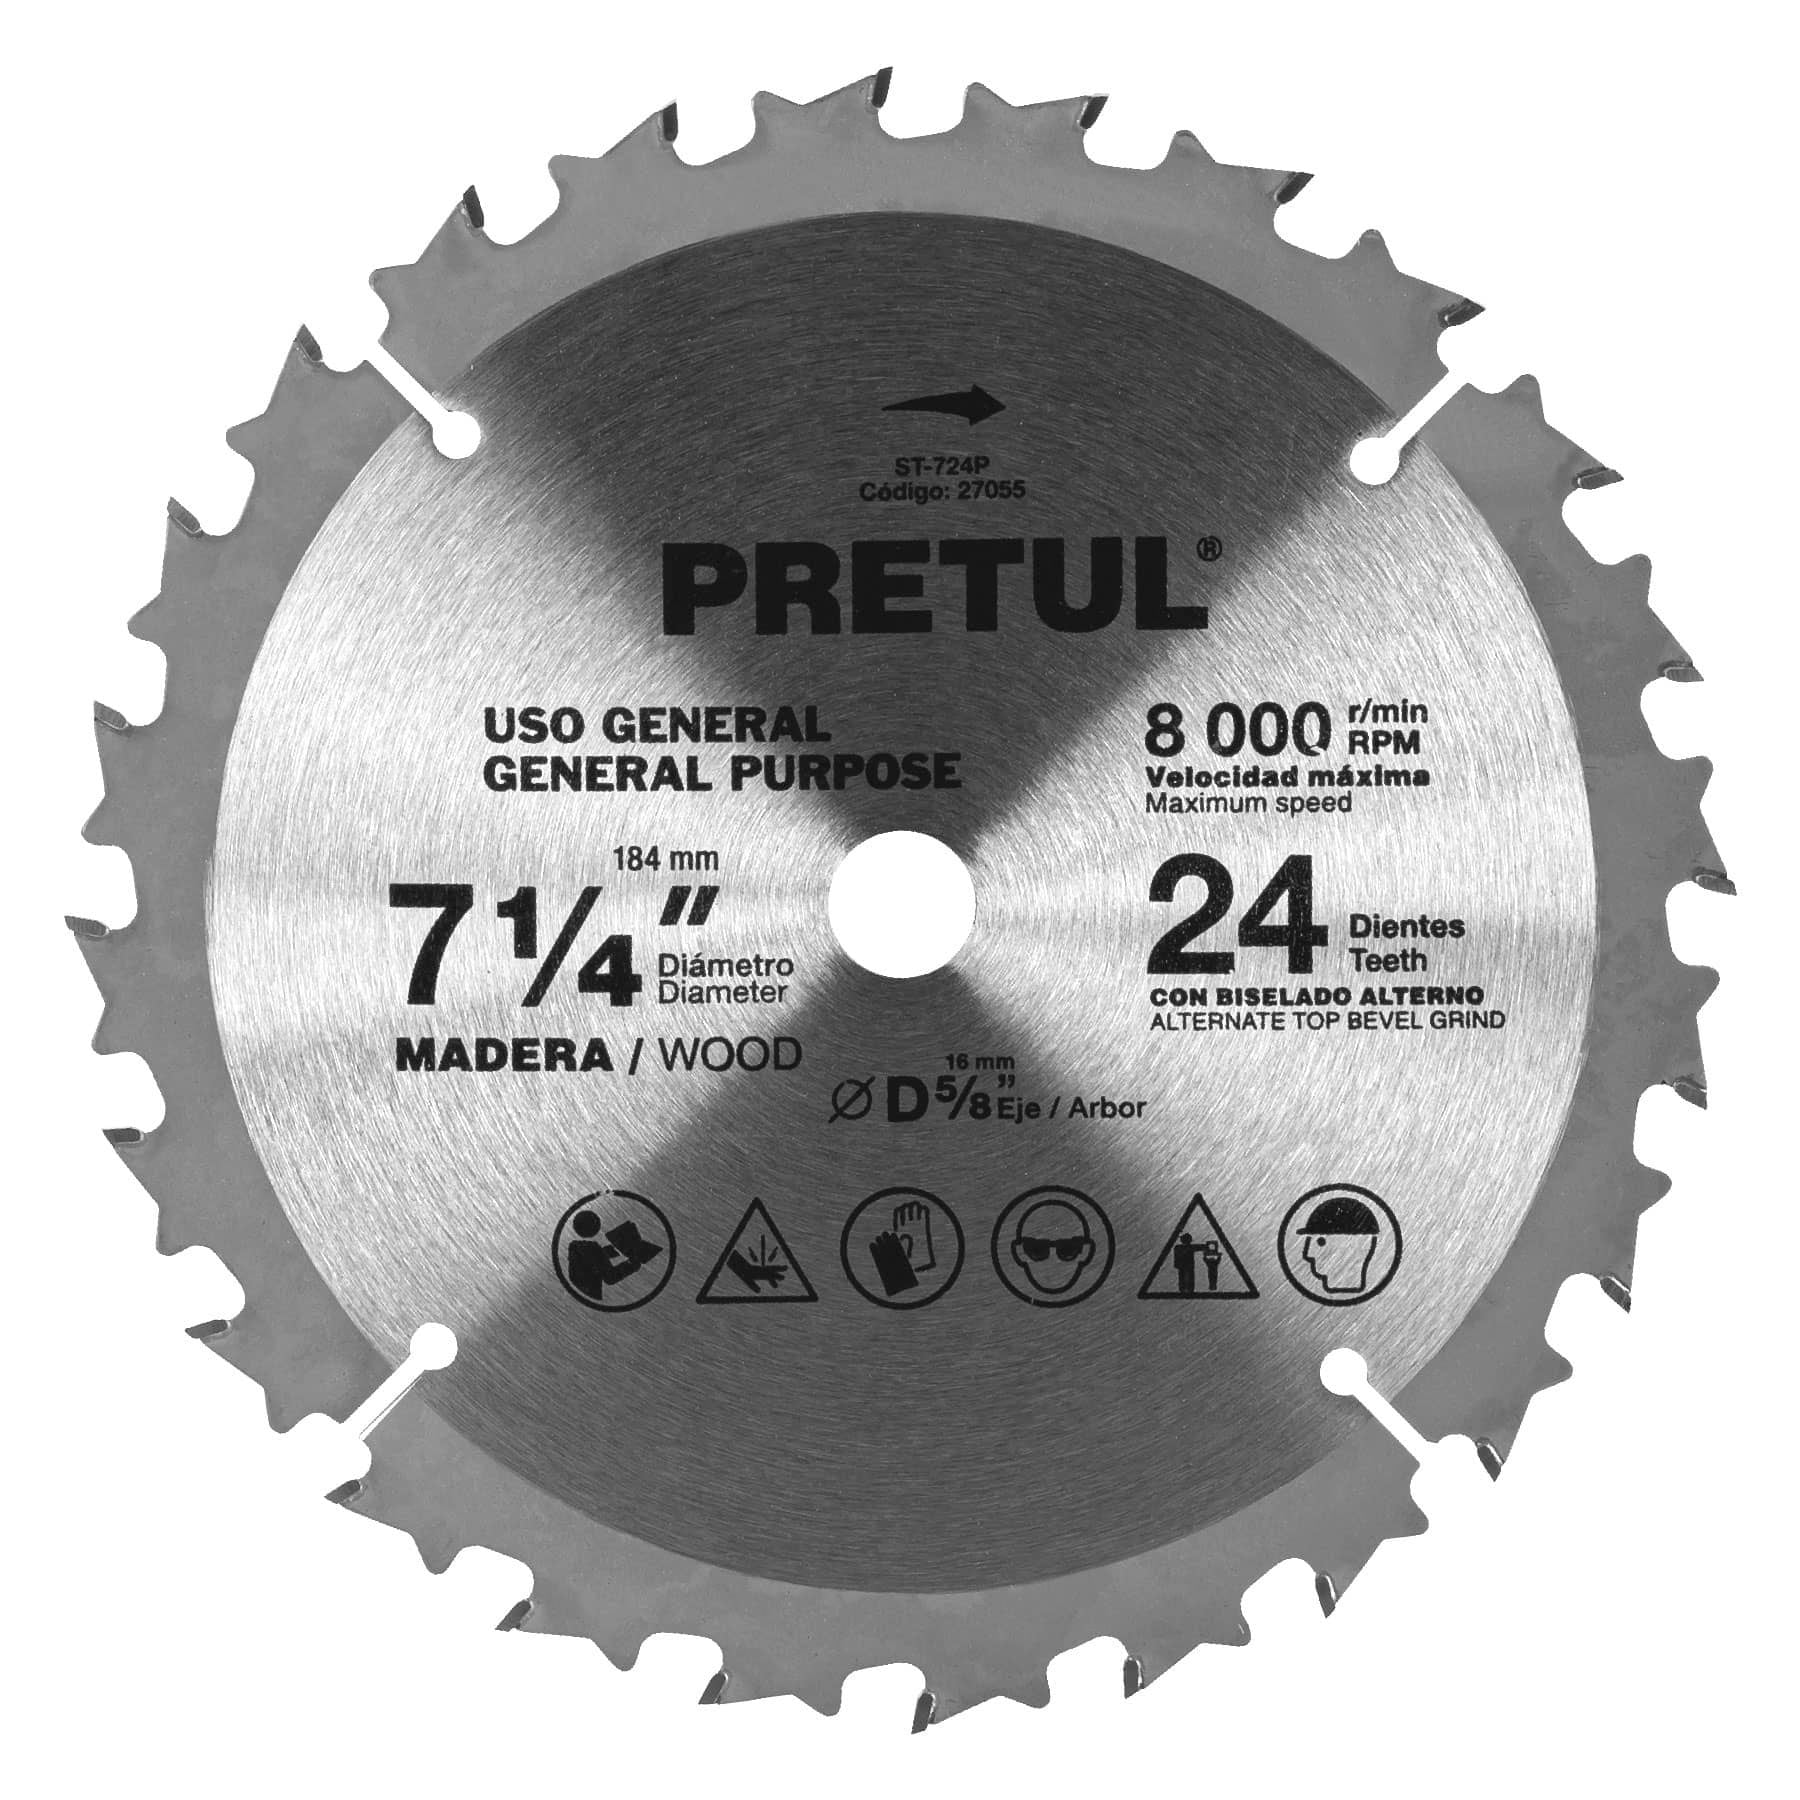 ST-724P
Código: 27055
PRETUL®
USO GENERAL
GENERAL PURPOSE
8 000 r/min
RPM
Velocidad máxima
Maximum speed
184 mm
7 1/4"
Diámetro
Diameter
MADERA / WOOD
24 Dientes
Teeth
CON BISELADO ALTERNO
ALTERNATE TOP BEVEL GRIND
16 mm
Ø D 5/8" Eje / Arbor